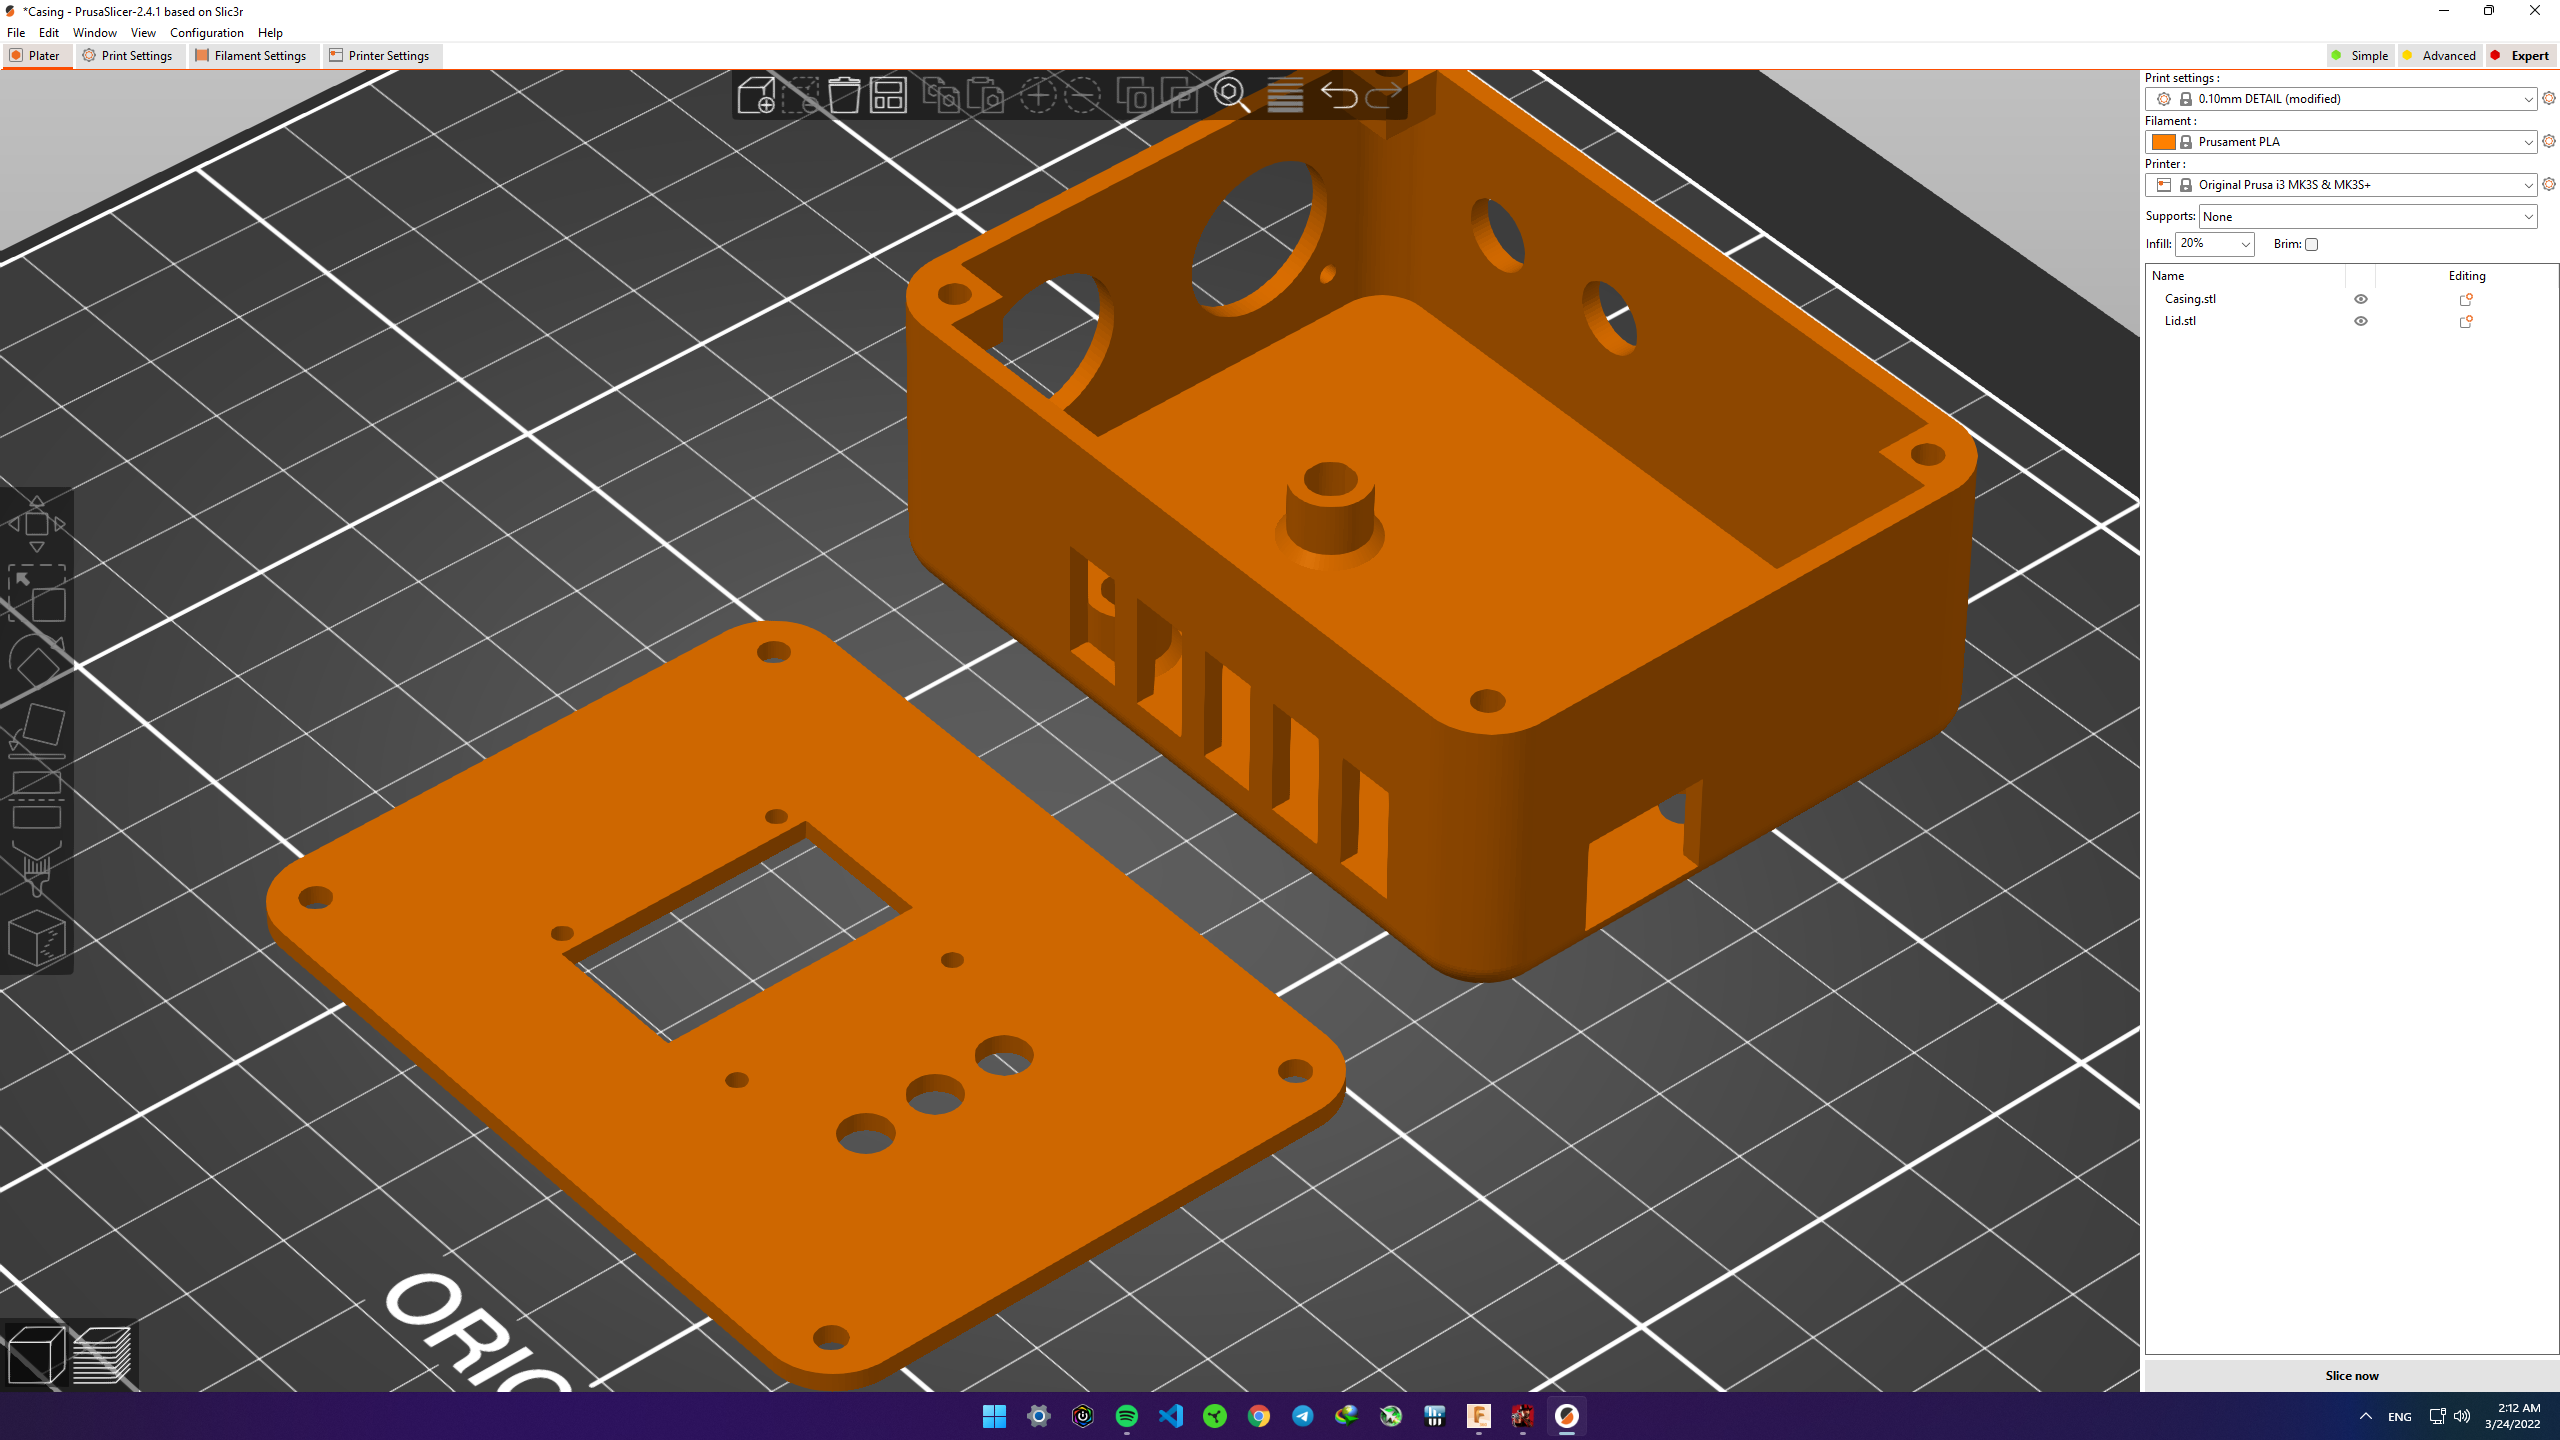 *Casing - PrusaSlicer-2.4.1 based on Slic3r
File Edit Window View Configuration Help
Plater Print Settings Filament Settings Printer Settings Simple Advanced Expert
Print settings :
0.10mm DETAIL (modified)
Filament :
Prusament PLA
Printer :
Original Prusa i3 MK3S & MK3S+
Supports: None
Infill: 20% Brim:
Name Editing
Casing.stl
Lid.stl
ORIG
Slice now
ENG 2:12 AM
3/24/2022